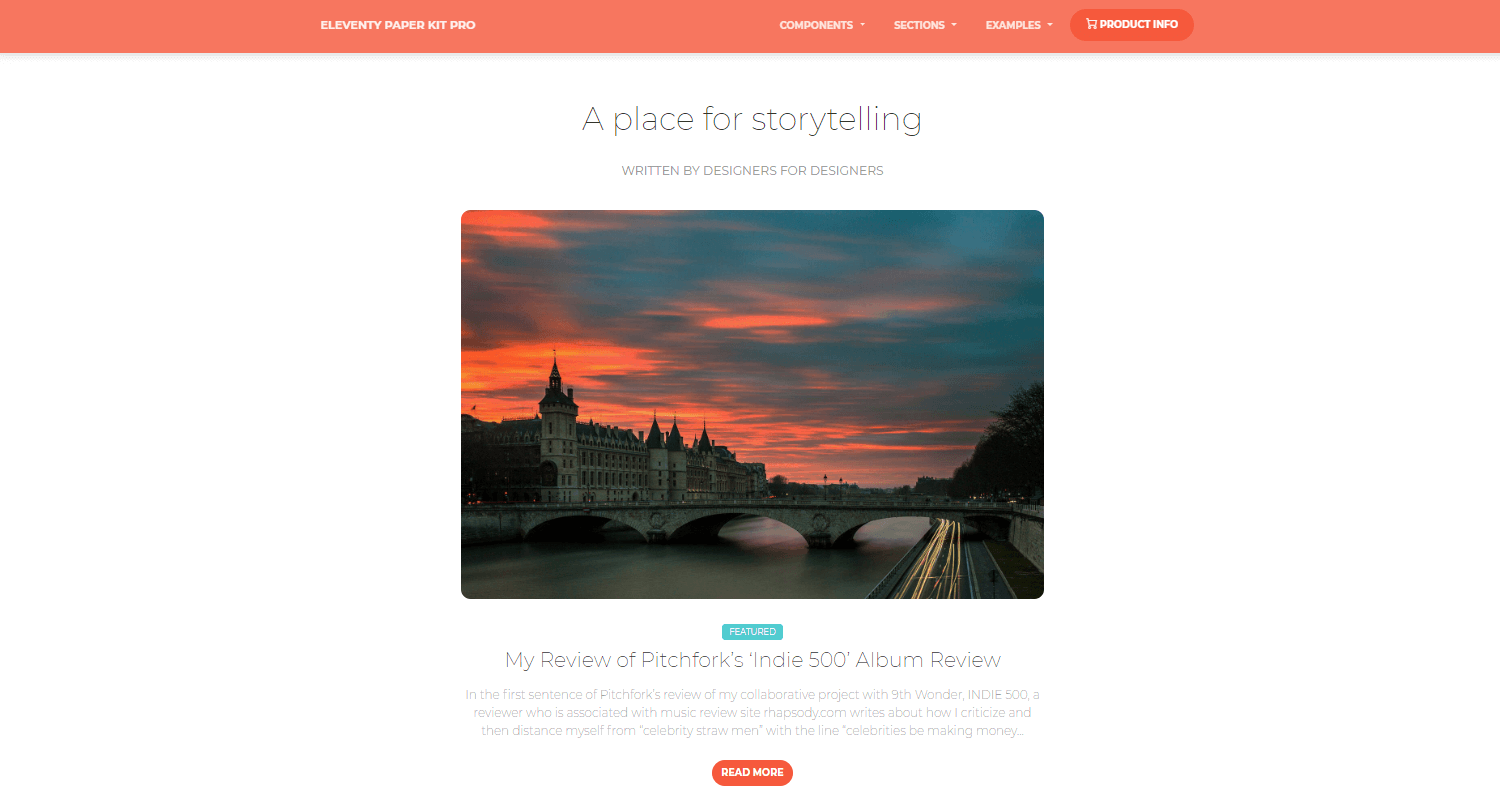 ELEVENTY PAPER KIT PRO
COMPONENTS
SECTIONS
EXAMPLES
PRODUCT INFO
A place for storytelling
WRITTEN BY DESIGNERS FOR DESIGNERS
FEATURED
My Review of Pitchfork’s ‘Indie 500’ Album Review
In the first sentence of Pitchfork’s review of my collaborative project with 9th Wonder, INDIE 500, a
reviewer who is associated with music review site rhapsody.com writes about how I criticize and
then distance myself from “celebrity straw men” with the line “celebrities be making money...
READ MORE